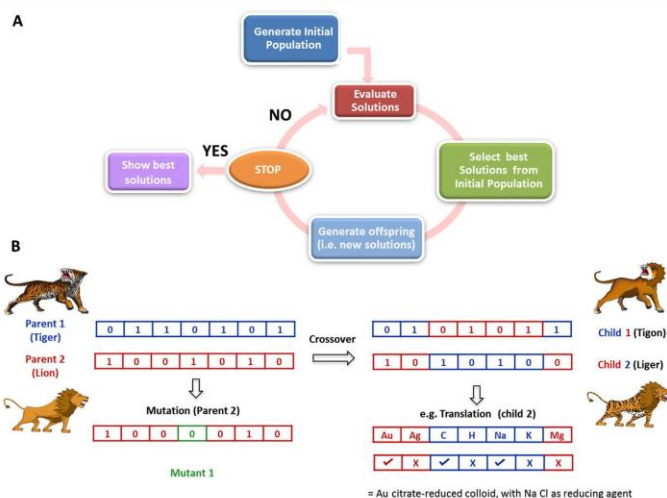 A
Generate Initial
Population
Evaluate
Solutions
NO
YES
STOP
Show best
solutions
Select best
Solutions from
Initial Population
Generate offspring
(i.e. new solutions)
B
Parent 1
(Tiger)
0 1 1 0 1 0 1
Parent 2
(Lion)
1 0 0 1 0 1 0
Crossover
0 1 0 1 0 1 1
Child 1 (Tigon)
1 0 1 0 1 0 0
Child 2 (Liger)
Mutation (Parent 2)
1 0 0 0 0 1 0
Mutant 1
e.g. Translation (child 2)
Au Ag C H Na K Mg
✓ X ✓ X ✓ X X
= Au citrate-reduced colloid, with Na Cl as reducing agent